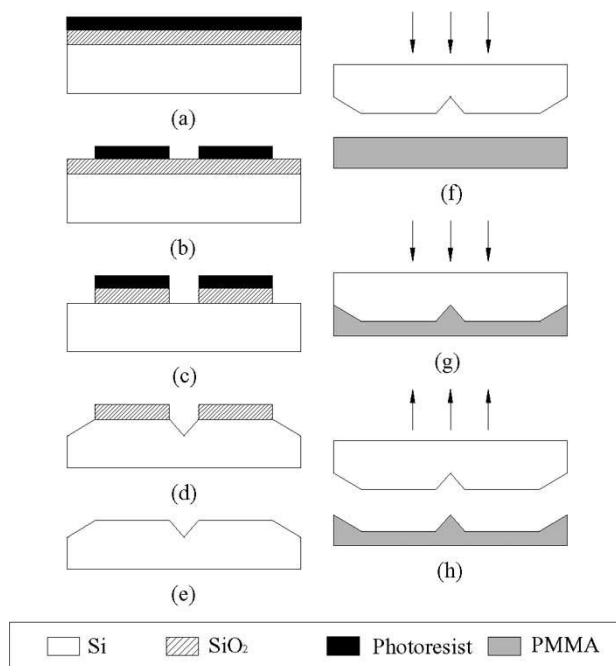 (a)
(b)
(c)
(d)
(e)
(f)
(g)
(h)
Si
SiO₂
Photoresist
PMMA